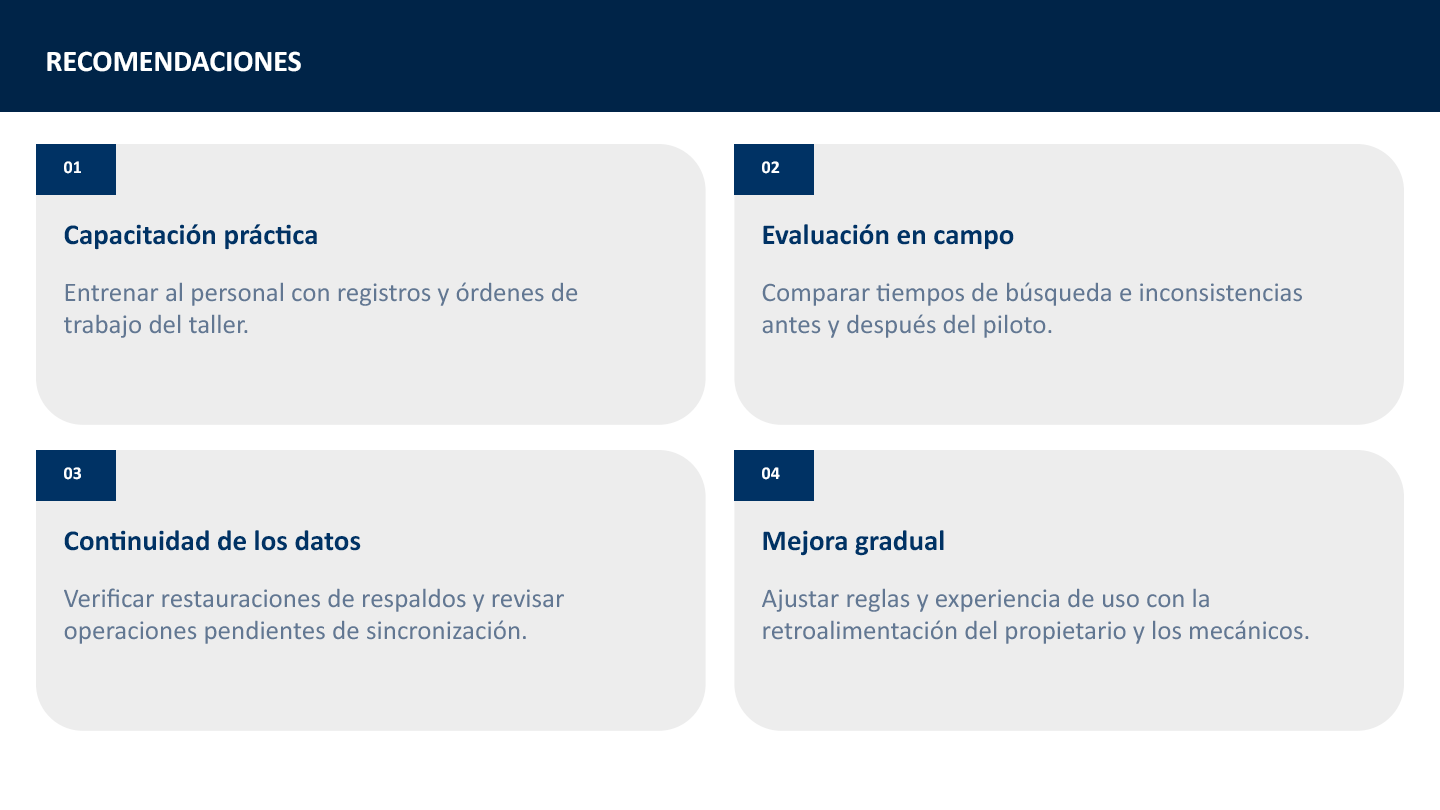 RECOMENDACIONES
01
Capacitación práctica
Entrenar al personal con registros y órdenes de
trabajo del taller.
02
Evaluación en campo
Comparar tiempos de búsqueda e inconsistencias
antes y después del piloto.
03
Continuidad de los datos
Verificar restauraciones de respaldos y revisar
operaciones pendientes de sincronización.
04
Mejora gradual
Ajustar reglas y experiencia de uso con la
retroalimentación del propietario y los mecánicos.